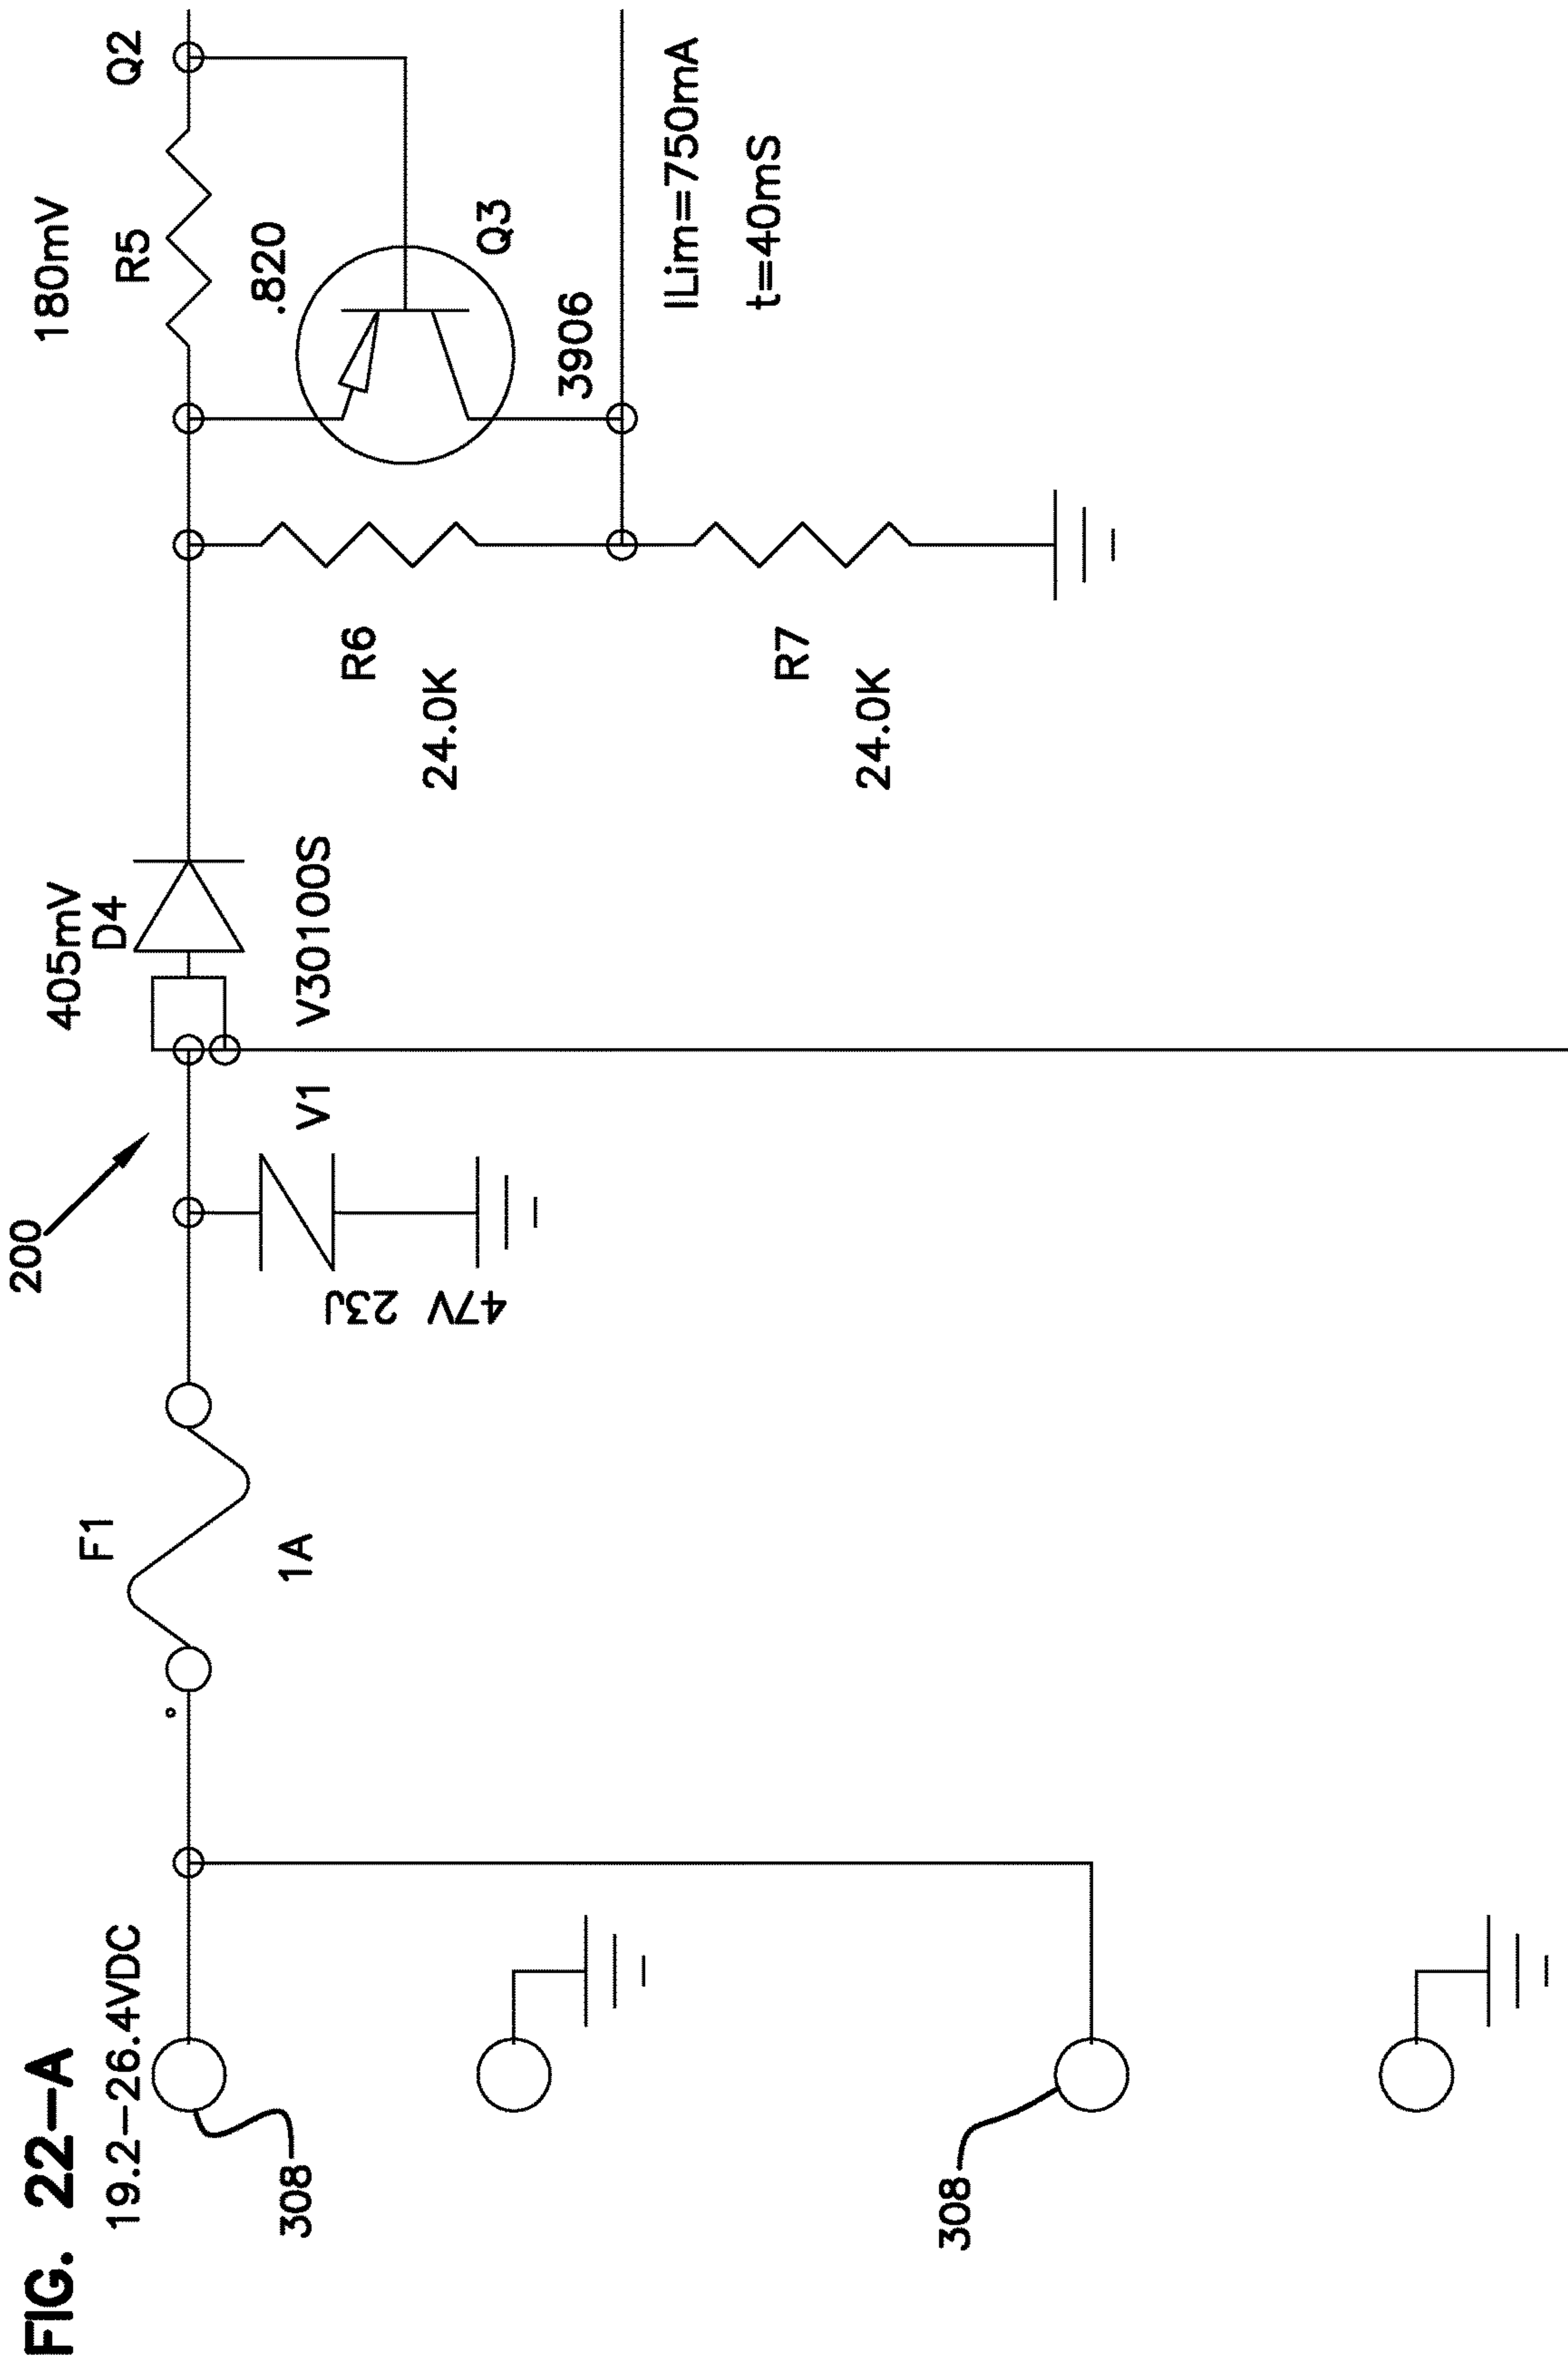 FIG. 22-A
19.2-26.4VDC
308
308
F1
1A
200
47V 23J
V1
405mV
D4
V30100S
R6
24.0K
R7
24.0K
180mV
R5
.820
Q2
Q3
3906
ILim=750mA
t=40mS